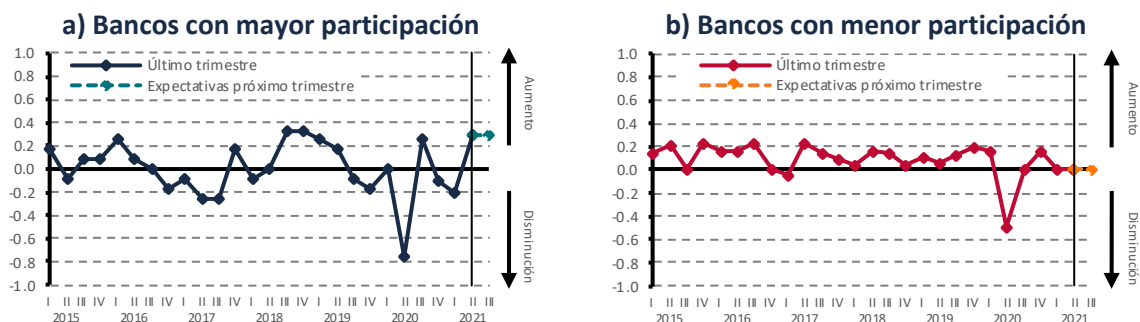 a) Bancos con mayor participación
1.0
0.8
0.6
0.4
0.2
0.0
-0.2
-0.4
-0.6
-0.8
-1.0
Último trimestre
Expectativas próximo trimestre
Aumento
Disminución
I II III IV I II III IV I II III IV I II III IV I II III IV I II III IV I II III
2015 2016 2017 2018 2019 2020 2021
b) Bancos con menor participación
1.0
0.8
0.6
0.4
0.2
0.0
-0.2
-0.4
-0.6
-0.8
-1.0
Último trimestre
Expectativas próximo trimestre
Aumento
Disminución
I II III IV I II III IV I II III IV I II III IV I II III IV I II III IV I II III
2015 2016 2017 2018 2019 2020 2021